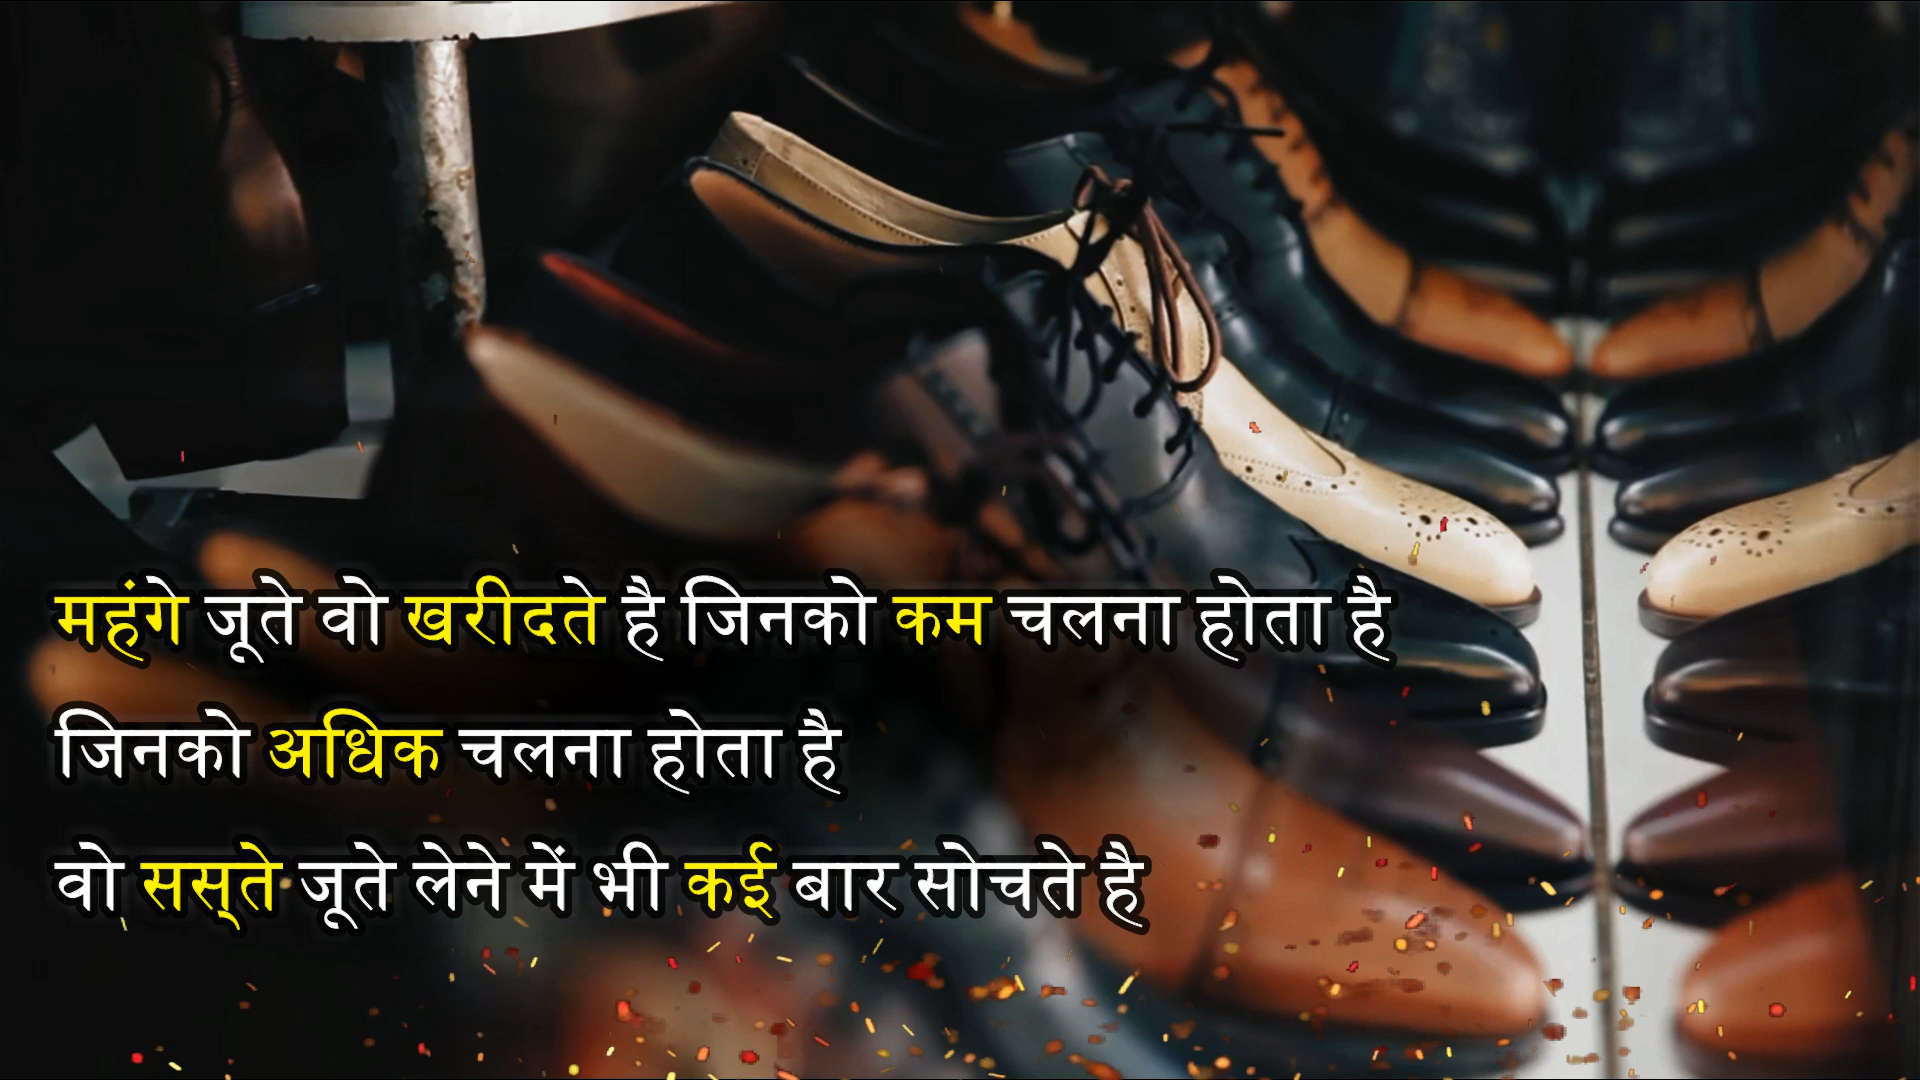 महंगे जूते वो खरीदते है जिनको कम चलना होता है
जिनको अधिक चलना होता है
वो सस्ते जूते लेने में भी कई बार सोचते है